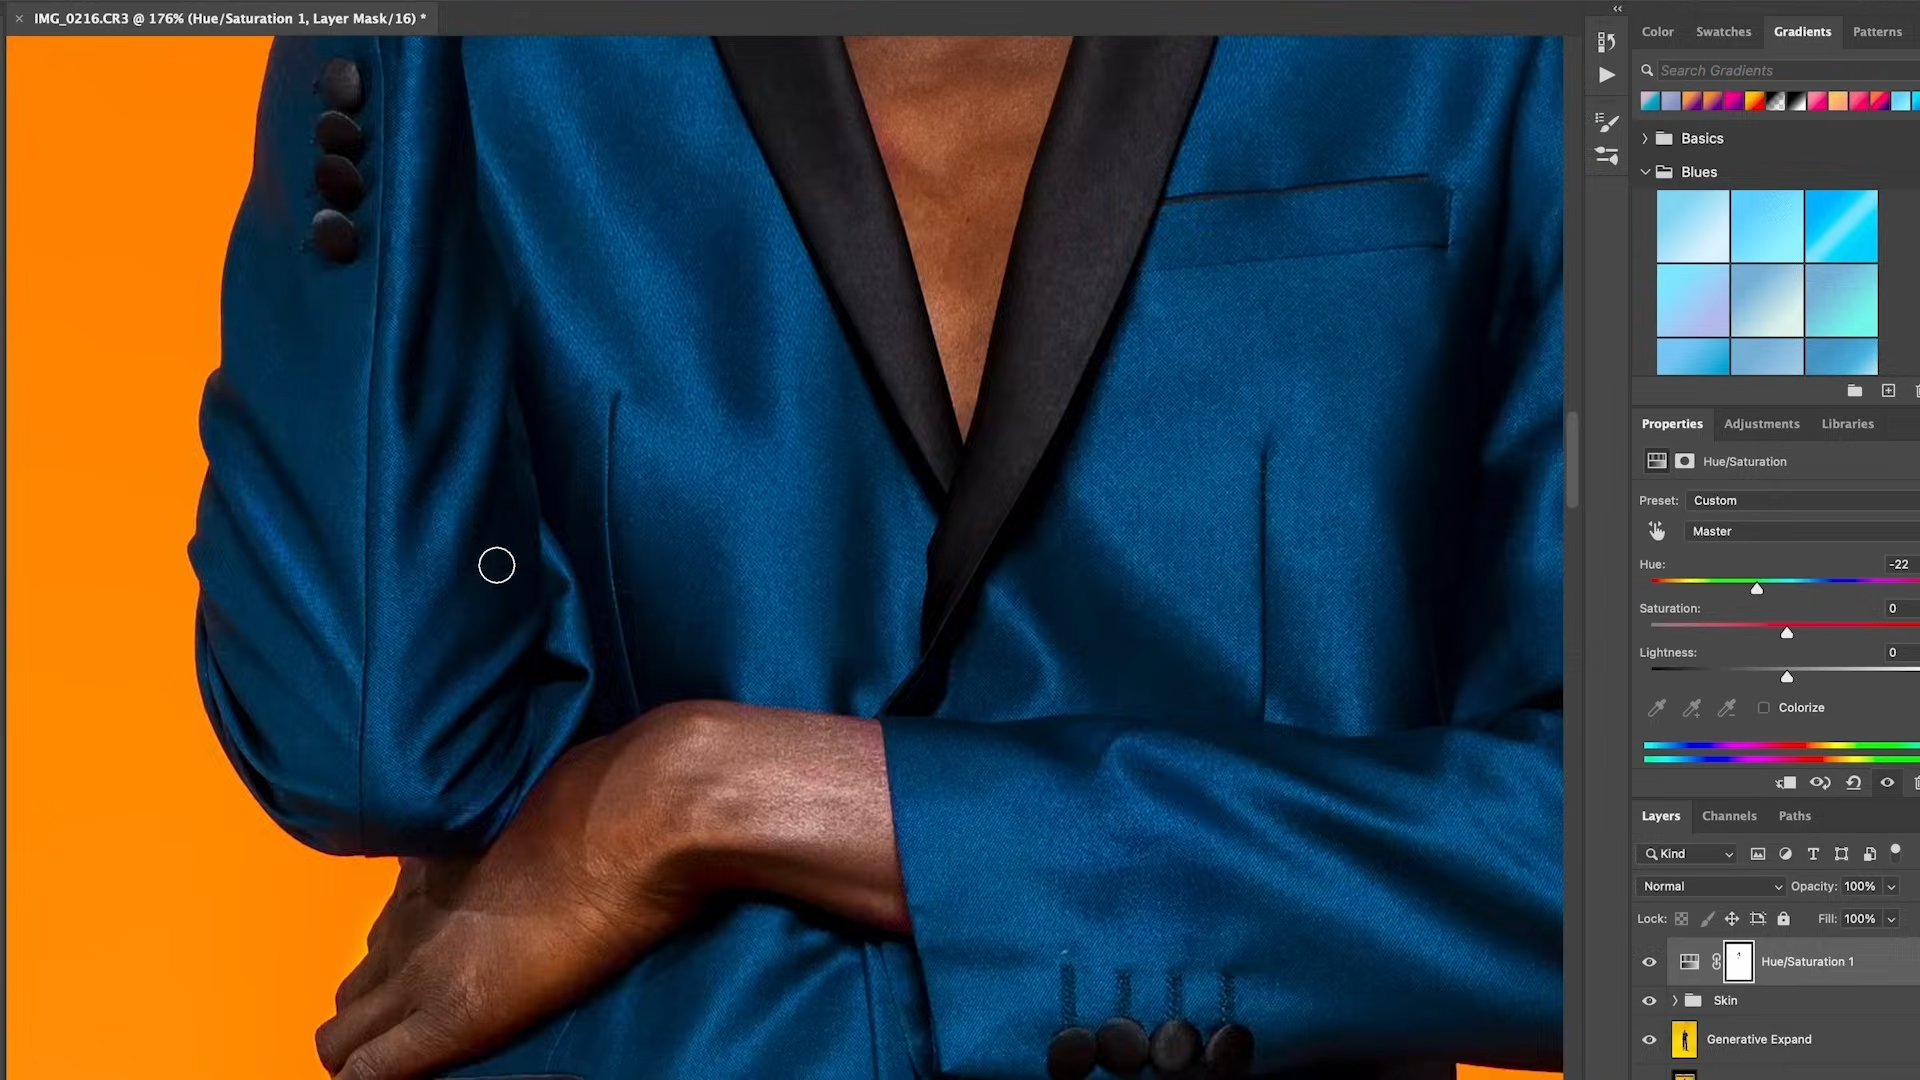 × IMG_0216.CR3 @ 176% (Hue/Saturation 1, Layer Mask/16) *
Color Swatches Gradients Patterns
Search Gradients
Basics
Blues
Properties Adjustments Libraries
Hue/Saturation
Preset: Custom
Master
Hue: -22
Saturation: 0
Lightness: 0
Colorize
Layers Channels Paths
Kind
Normal Opacity: 100%
Lock: Fill: 100%
Hue/Saturation 1
Skin
Generative Expand